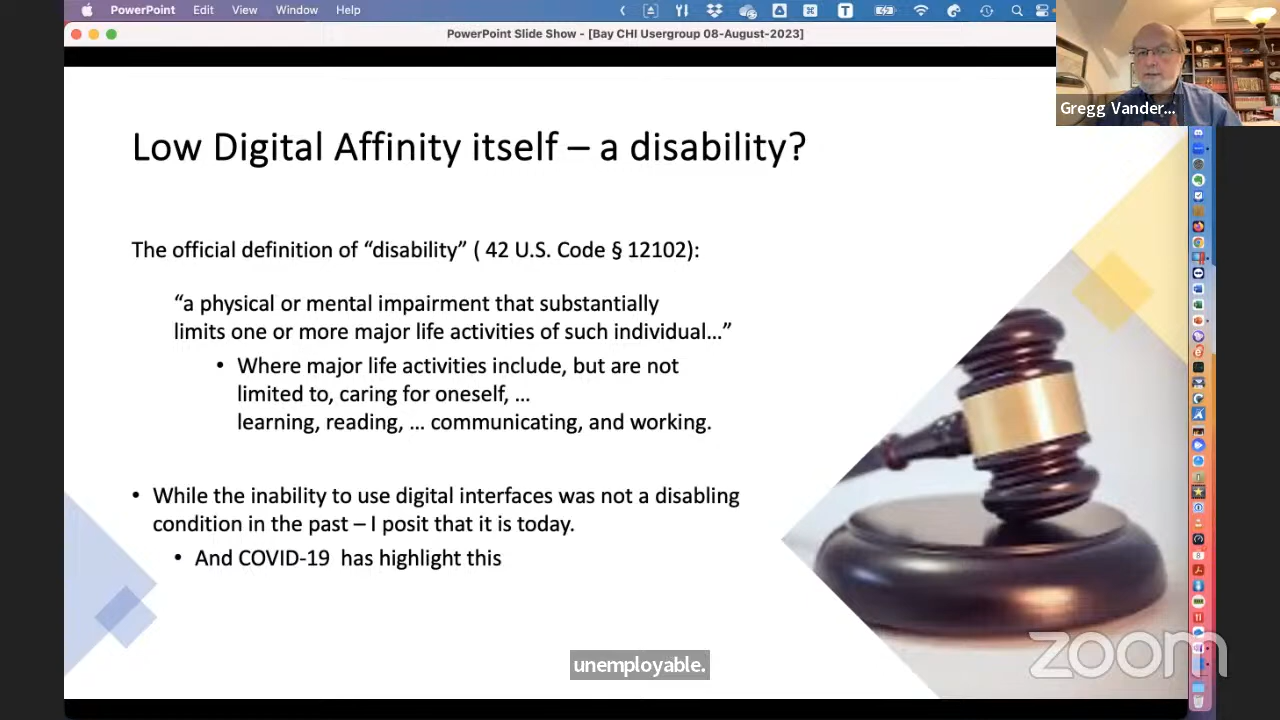 PowerPoint Edit View Window Help
PowerPoint Slide Show - [Bay CHI Usergroup 08-August-2023]
Gregg Vander...
Low Digital Affinity itself – a disability?
The official definition of “disability” ( 42 U.S. Code § 12102):
“a physical or mental impairment that substantially
limits one or more major life activities of such individual...”
• Where major life activities include, but are not
limited to, caring for oneself, ...
learning, reading, ... communicating, and working.
• While the inability to use digital interfaces was not a disabling
condition in the past – I posit that it is today.
• And COVID-19 has highlight this
unemployable.
zoom